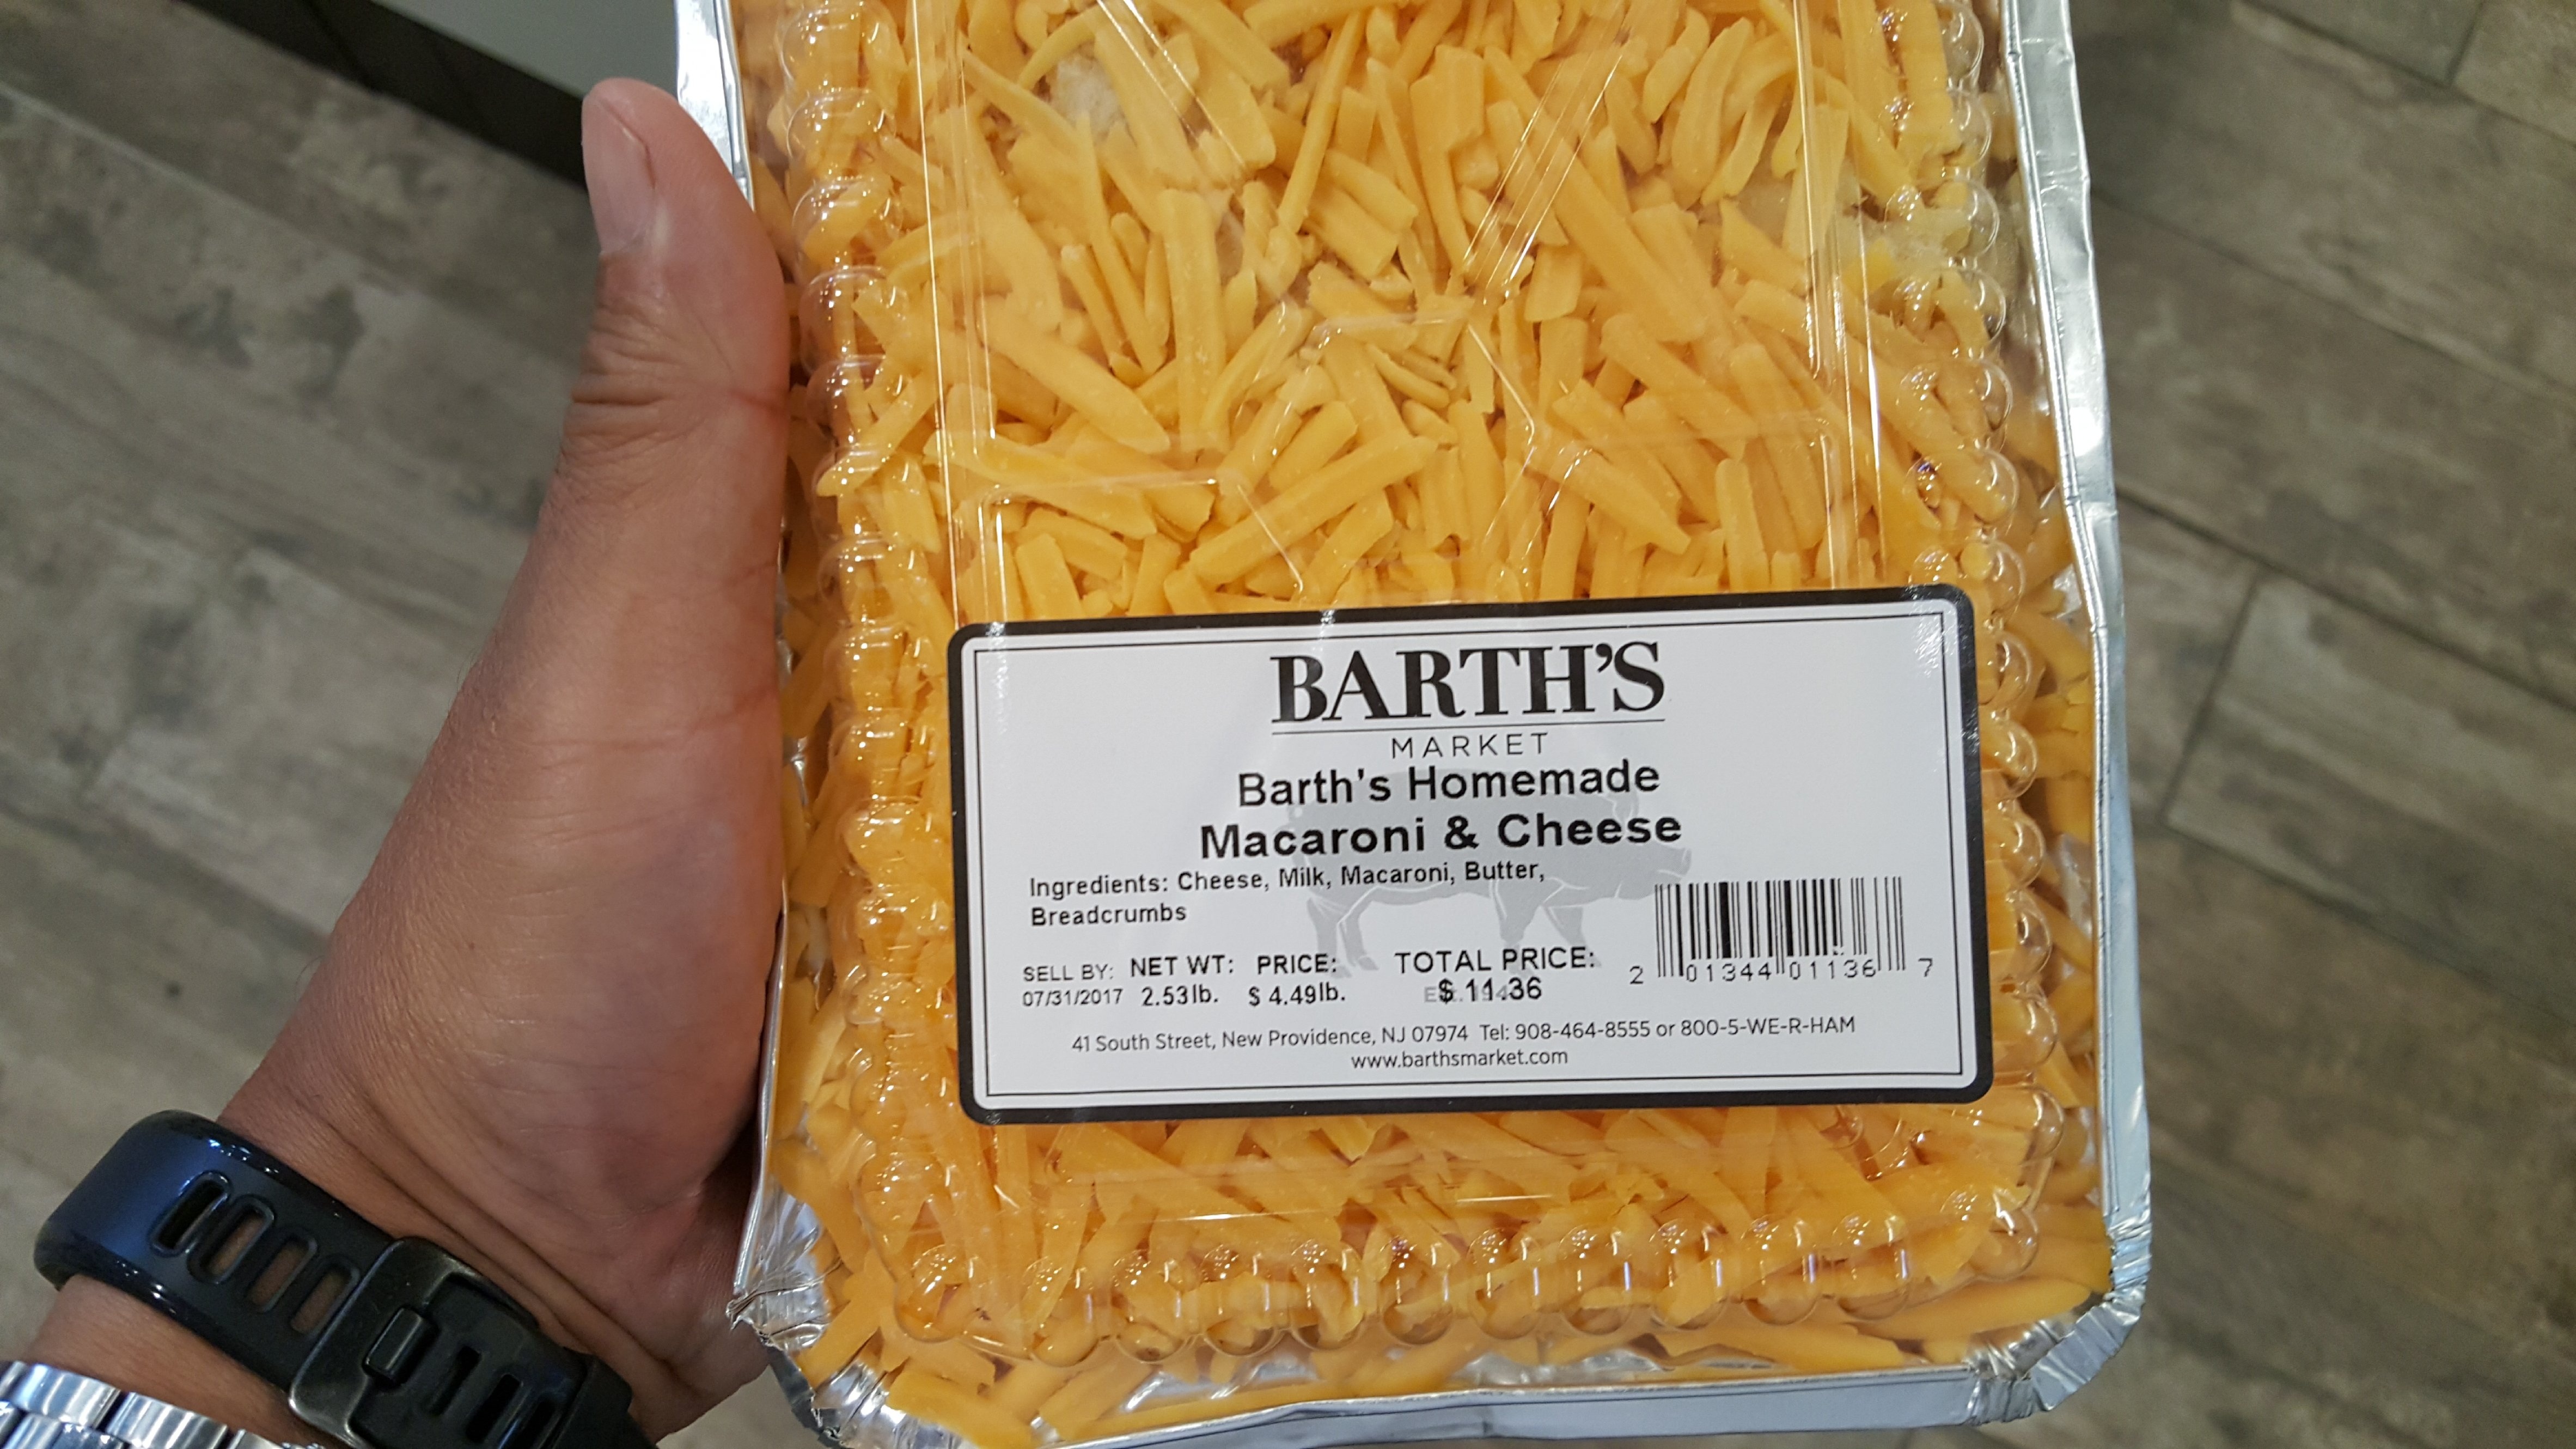 BARTH'S
MARKET
Barth's Homemade
Macaroni & Cheese
Ingredients: Cheese, Milk, Macaroni, Butter,
Breadcrumbs
SELL BY: NET WT: PRICE: TOTAL PRICE:
07/31/2017 2.53lb. $ 4.49lb. $ 11.36
2 01344 01136 7
41 South Street, New Providence, NJ 07974 Tel: 908-464-8555 or 800-5-WE-R-HAM
www.barthsmarket.com